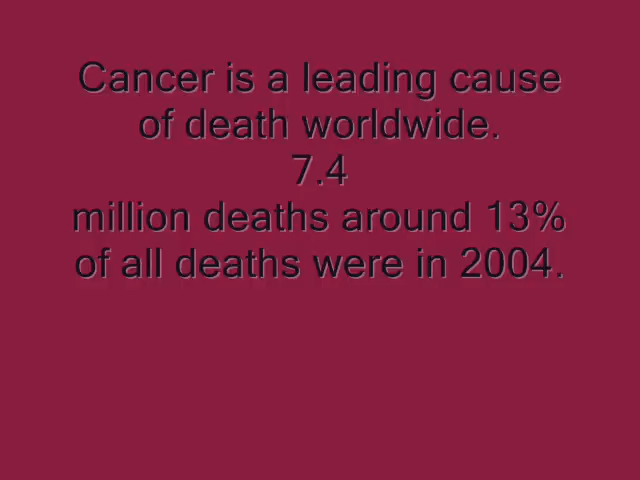 Cancer is a leading cause
of death worldwide.
7.4
million deaths around 13%
of all deaths were in 2004.